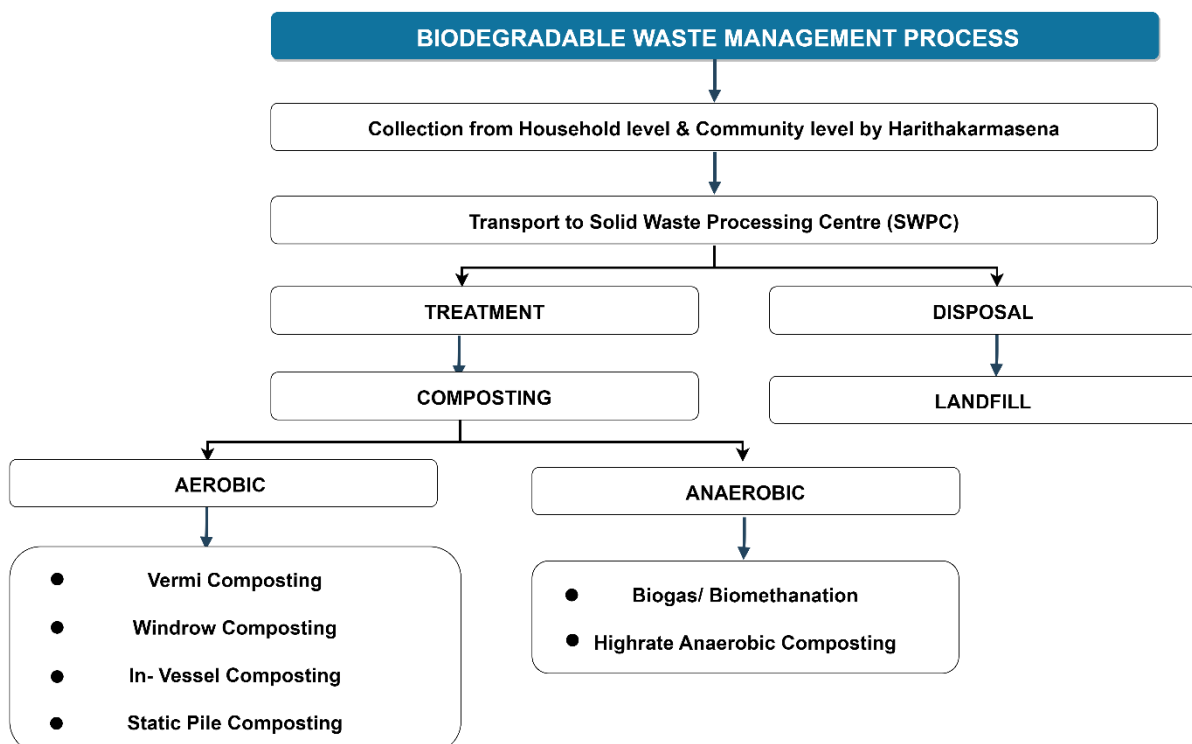 BIODEGRADABLE WASTE MANAGEMENT PROCESS
Collection from Household level & Community level by Harithakarmasena
Transport to Solid Waste Processing Centre (SWPC)
TREATMENT
DISPOSAL
COMPOSTING
LANDFILL
AEROBIC
ANAEROBIC
Vermi Composting
Windrow Composting
In- Vessel Composting
Static Pile Composting
Biogas/ Biomethanation
Highrate Anaerobic Composting